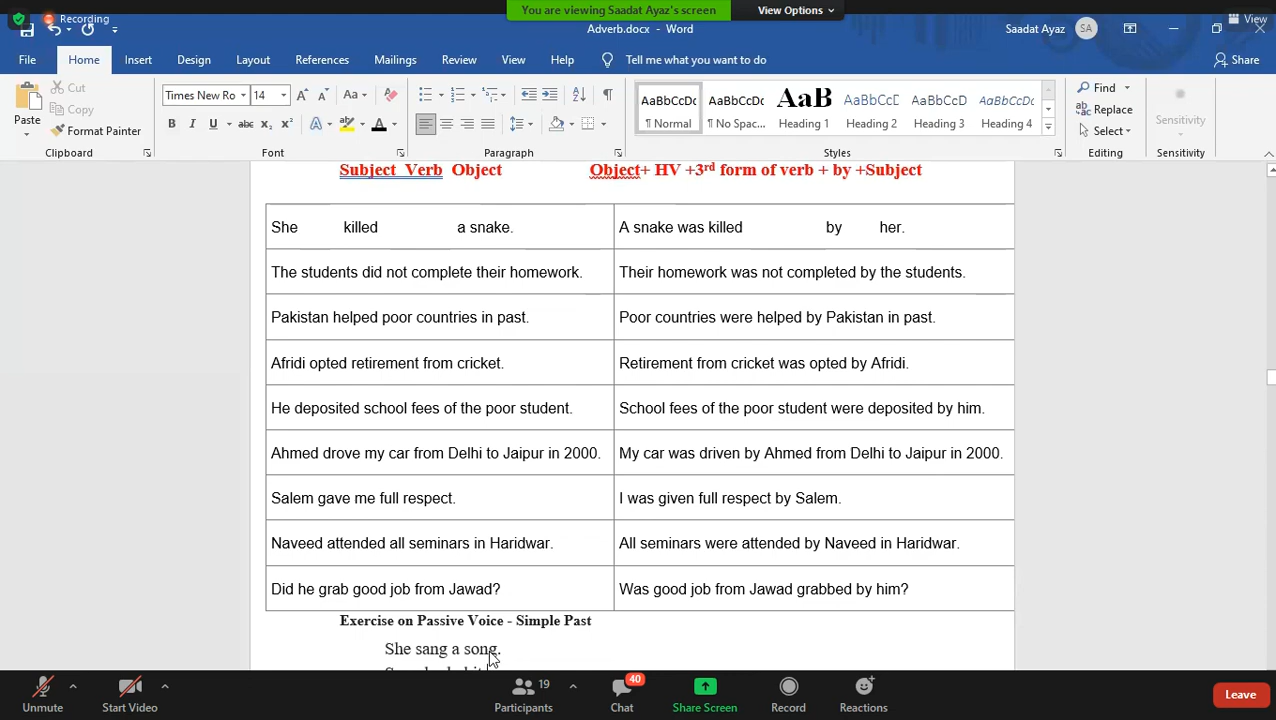 Recording
You are viewing Saadat Ayaz's screen
View Options
View
Adverb.docx - Word
Saadat Ayaz
SA
File Home Insert Design Layout References Mailings Review View Help Tell me what you want to do
Share
Paste
Cut
Copy
Format Painter
Clipboard
Times New Ro 14
Aa
B I U abc x₂ x²
Font
Paragraph
AaBbCcDc AaBbCcDc AaB AaBbCcDc AaBbCcDc AaBbCcDc
¶ Normal ¶ No Spac... Heading 1 Heading 2 Heading 3 Heading 4
Styles
Find
Replace
Select
Editing
Sensitivity
Sensitivity
Subject Verb Object Object+ HV +3rd form of verb + by +Subject
She killed a snake. A snake was killed by her.
The students did not complete their homework. Their homework was not completed by the students.
Pakistan helped poor countries in past. Poor countries were helped by Pakistan in past.
Afridi opted retirement from cricket. Retirement from cricket was opted by Afridi.
He deposited school fees of the poor student. School fees of the poor student were deposited by him.
Ahmed drove my car from Delhi to Jaipur in 2000. My car was driven by Ahmed from Delhi to Jaipur in 2000.
Salem gave me full respect. I was given full respect by Salem.
Naveed attended all seminars in Haridwar. All seminars were attended by Naveed in Haridwar.
Did he grab good job from Jawad? Was good job from Jawad grabbed by him?
Exercise on Passive Voice - Simple Past
She sang a song.
Unmute
Start Video
19
Participants
40
Chat
Share Screen
Record
Reactions
Leave